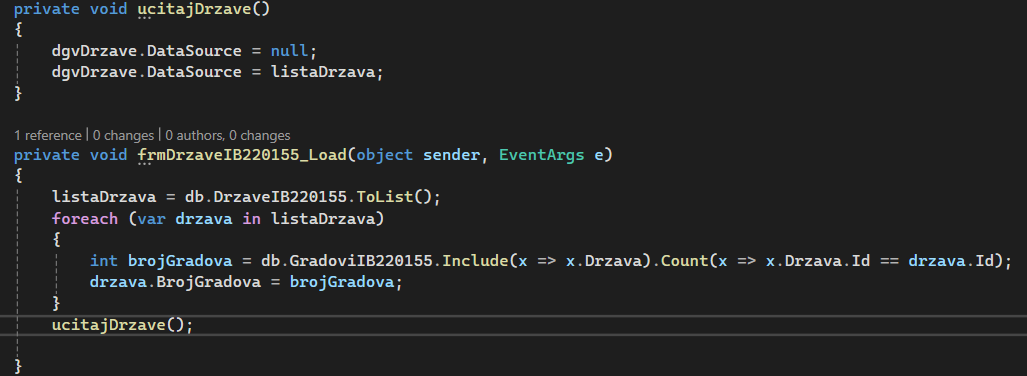 private void ucitajDrzave()
{
    dgvDrzave.DataSource = null;
    dgvDrzave.DataSource = listaDrzava;
}
1 reference | 0 changes | 0 authors, 0 changes
private void frmDrzaveIB220155_Load(object sender, EventArgs e)
{
    listaDrzava = db.DrzaveIB220155.ToList();
    foreach (var drzava in listaDrzava)
    {
        int brojGradova = db.GradoviIB220155.Include(x => x.Drzava).Count(x => x.Drzava.Id == drzava.Id);
        drzava.BrojGradova = brojGradova;
    }
    ucitajDrzave();
}